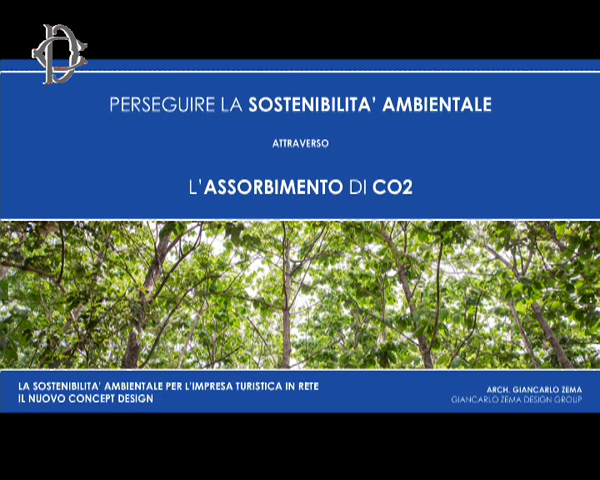 PERSEGUIRE LA SOSTENIBILITA' AMBIENTALE
ATTRAVERSO
L'ASSORBIMENTO DI CO2
LA SOSTENIBILITA' AMBIENTALE PER L'IMPRESA TURISTICA IN RETE
IL NUOVO CONCEPT DESIGN
ARCH. GIANCARLO ZEMA
GIANCARLO ZEMA DESIGN GROUP